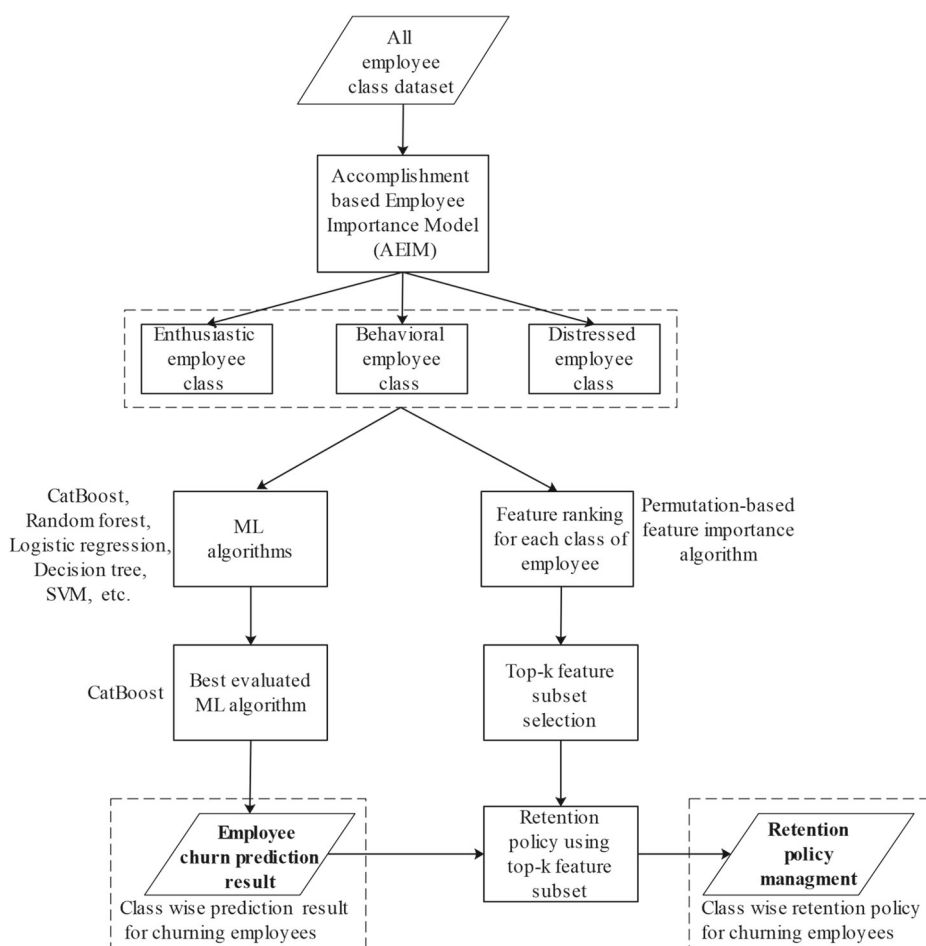 All
employee
class dataset
Accomplishment
based Employee
Importance Model
(AEIM)
Enthusiastic
employee
class
Behavioral
employee
class
Distressed
employee
class
CatBoost,
Random forest,
Logistic regression,
Decision tree,
SVM, etc.
ML
algorithms
Feature ranking
for each class of
employee
Permutation-based
feature importance
algorithm
CatBoost
Best evaluated
ML algorithm
Top-k feature
subset
selection
Employee
churn prediction
result
Class wise prediction result
for churning employees
Retention
policy using
top-k feature
subset
Retention
policy
managment
Class wise retention policy
for churning employees